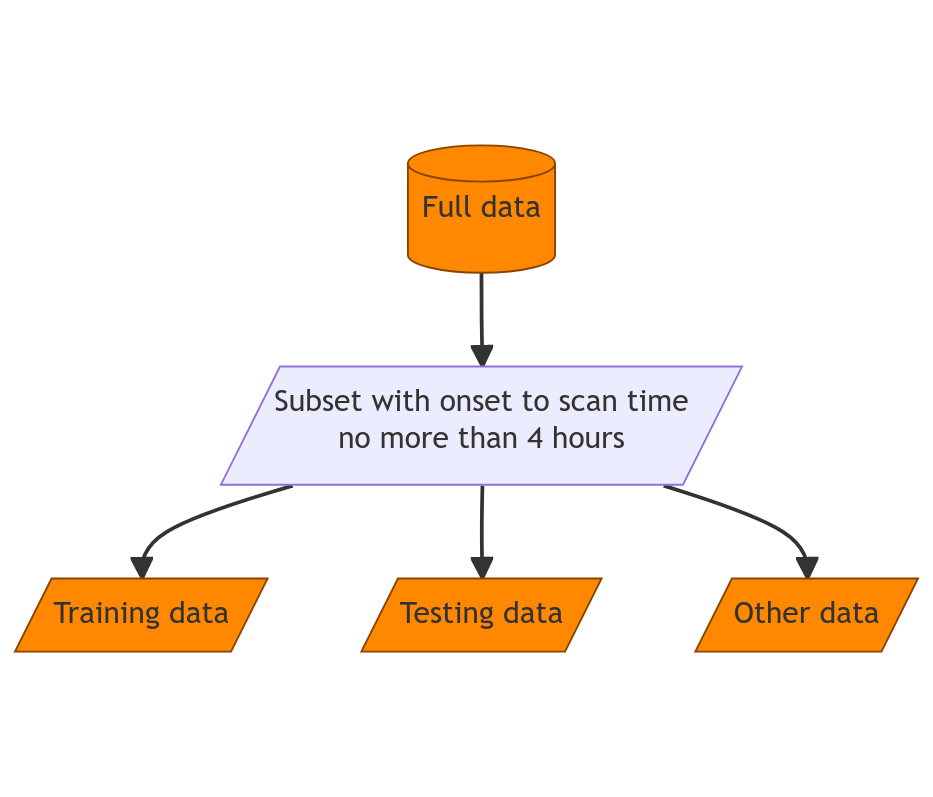 Full data
Subset with onset to scan time
no more than 4 hours
Training data
Testing data
Other data